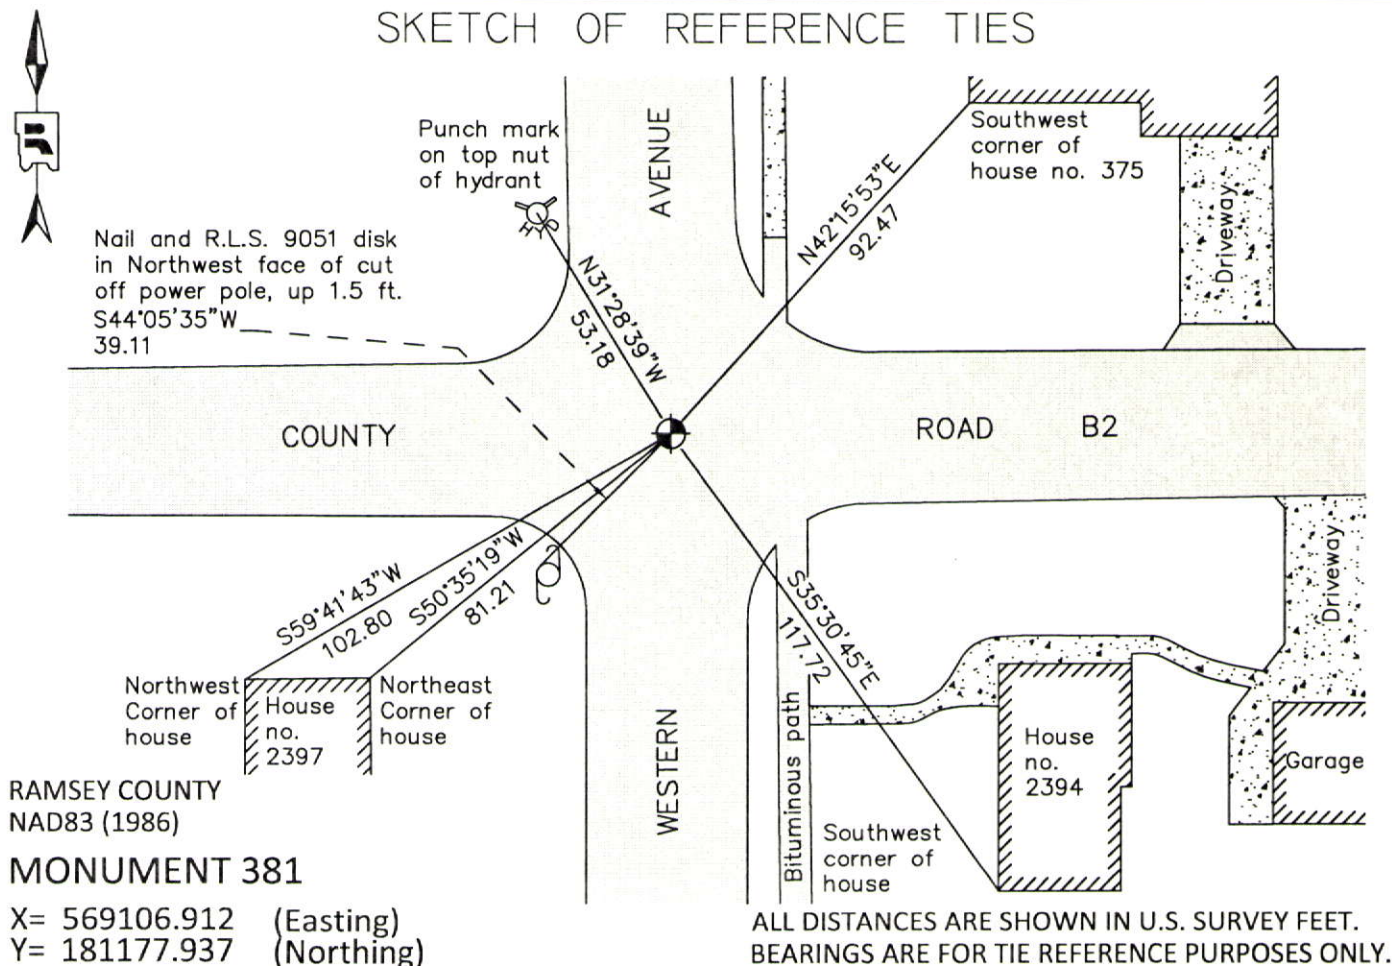 SKETCH OF REFERENCE TIES
Punch mark
on top nut
of hydrant
HYD
AVENUE
N31°28'39"W
53.18
N42°15'53"E
92.47
Southwest
corner of
house no. 375
Driveway
Nail and R.L.S. 9051 disk
in Northwest face of cut
off power pole, up 1.5 ft.
S44°05'35"W
39.11
COUNTY
ROAD B2
S59°41'43"W
102.80
S50°35'19"W
81.21
S35°30'45"E
117.72
Driveway
Northwest
Corner of
house
House
no.
2397
Northeast
Corner of
house
WESTERN
Bituminous path
House
no.
2394
Garage
Southwest
corner of
house
RAMSEY COUNTY
NAD83 (1986)
MONUMENT 381
X= 569106.912 (Easting)
Y= 181177.937 (Northing)
ALL DISTANCES ARE SHOWN IN U.S. SURVEY FEET.
BEARINGS ARE FOR TIE REFERENCE PURPOSES ONLY.